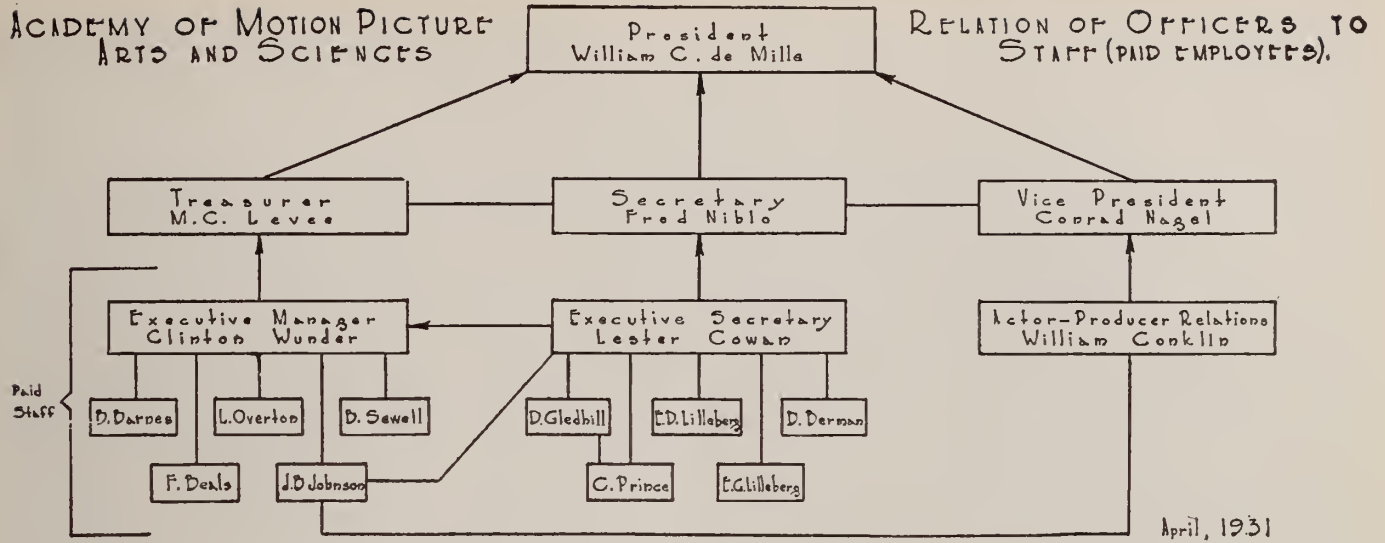 ACADEMY OF MOTION PICTURE
ARTS AND SCIENCES
RELATION OF OFFICERS TO
STAFF (PAID EMPLOYEES).
President
William C. de Mille
Treasurer
M.C. Levee
Secretary
Fred Niblo
Vice President
Conrad Nagel
Executive Manager
Clinton Wunder
Executive Secretary
Lester Cowan
Actor-Producer Relations
William Conklin
Paid
Staff
B. Barnes
L. Overton
B. Sewell
D. Gledhill
E.D. Lilleberg
D. Berman
F. Beals
J.B Johnson
C. Prince
E.G. Lilleberg
April, 1931